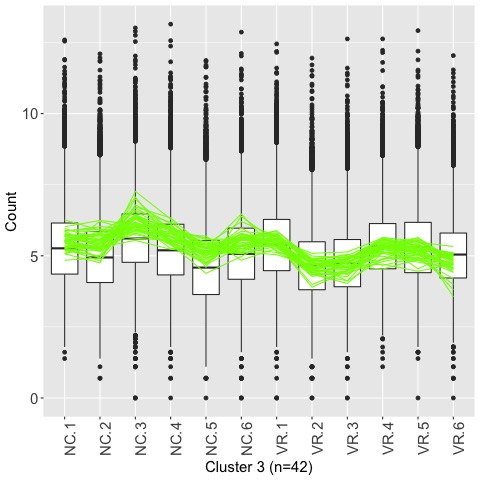 Count
10
5
0
NC.1
NC.2
NC.3
NC.4
NC.5
NC.6
VR.1
VR.2
VR.3
VR.4
VR.5
VR.6
Cluster 3 (n=42)